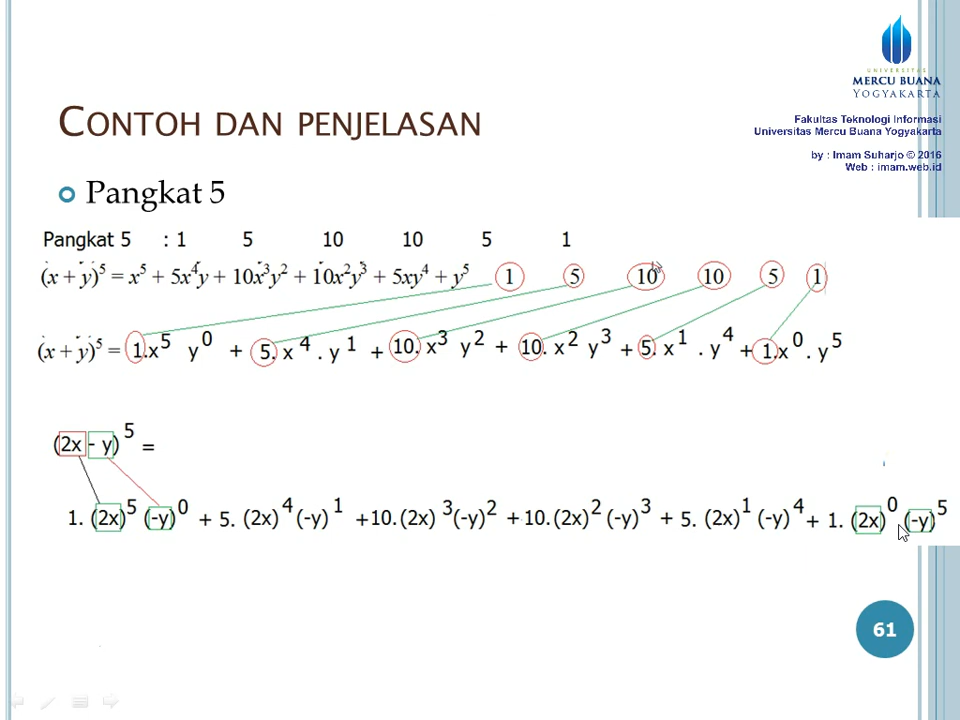 UNIVERSITAS
MERCU BUANA
YOGYAKARTA
Fakultas Teknologi Informasi
Universitas Mercu Buana Yogyakarta
by : Imam Suharjo © 2016
Web : imam.web.id
CONTOH DAN PENJELASAN
Pangkat 5
Pangkat 5 : 1 5 10 10 5 1
(x + y)⁵ = x⁵ + 5x⁴y + 10x³y² + 10x²y³ + 5xy⁴ + y⁵ 1 5 10 10 5 1
(x + y)⁵ = 1.x⁵ y⁰ + 5. x⁴ . y¹ + 10. x³ y² + 10. x² y³ + 5. x¹ . y⁴ + 1.x⁰ . y⁵
(2x - y)⁵ =
1. (2x)⁵ (-y)⁰ + 5. (2x)⁴ (-y)¹ +10. (2x)³ (-y)² +10. (2x)² (-y)³ + 5. (2x)¹ (-y)⁴ + 1. (2x)⁰ (-y)⁵
61